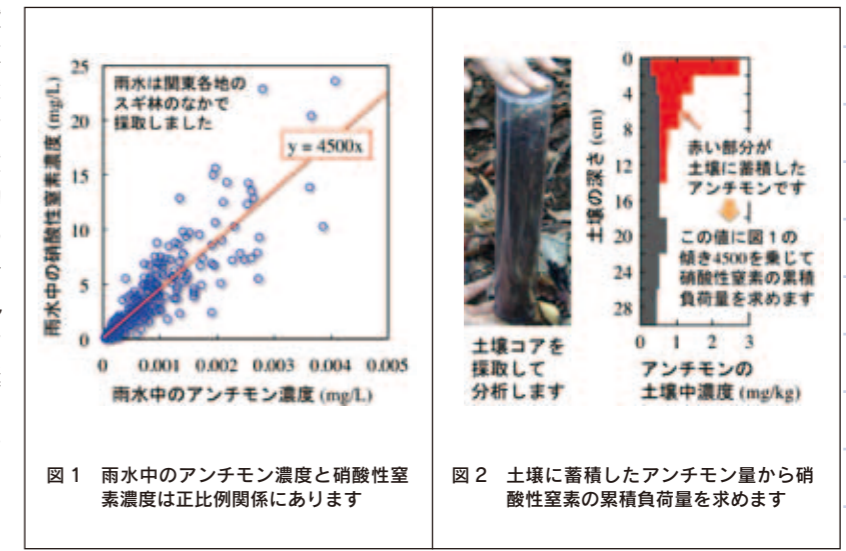 25
20
15
10
5
0
雨水中の硝酸性窒素濃度 (mg/L)
雨水は関東各地の
スギ林のなかで
採取しました
y = 4500x
0 0.001 0.002 0.003 0.004 0.005
雨水中のアンチモン濃度 (mg/L)
図1 雨水中のアンチモン濃度と硝酸性窒
素濃度は正比例関係にあります
土壌コアを
採取して
分析します
土壌の深さ (cm)
0
4
8
12
16
20
24
28
赤い部分が
土壌に蓄積した
アンチモンです
この値に図1の
傾き4500を乗じて
硝酸性窒素の累積
負荷量を求めます
0 1 2 3
アンチモンの
土壌中濃度 (mg/kg)
図2 土壌に蓄積したアンチモン量から硝
酸性窒素の累積負荷量を求めます